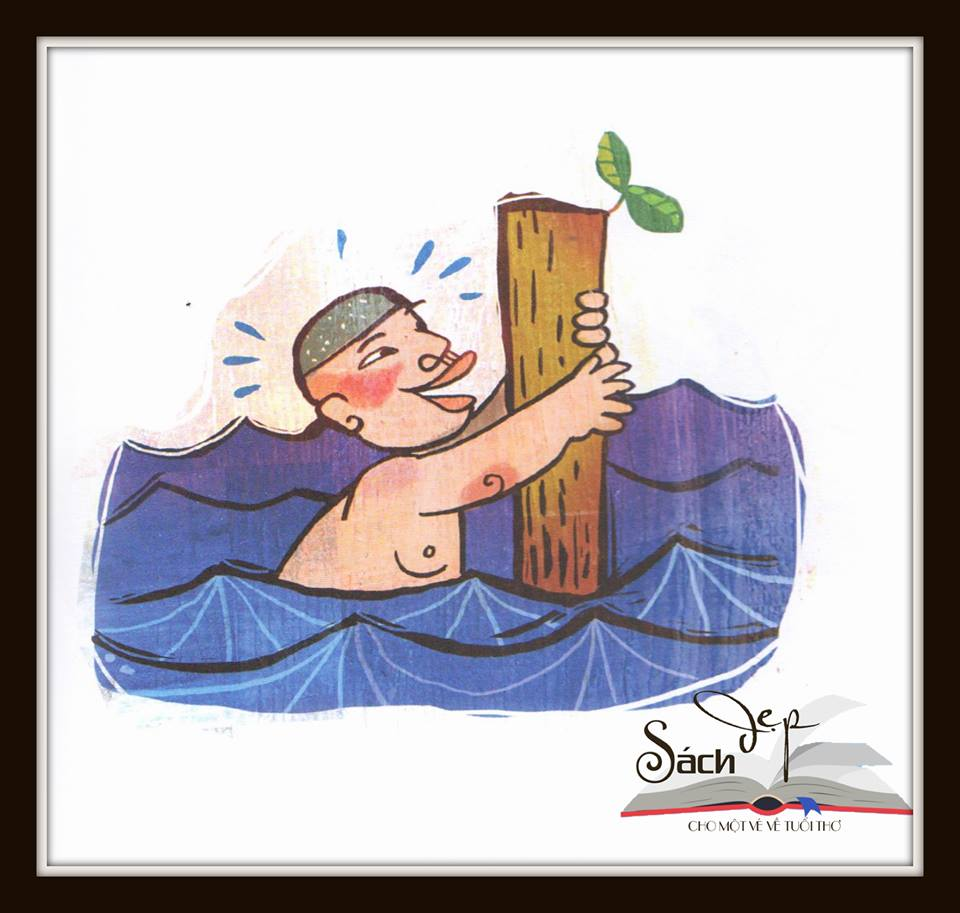 Sách Đẹp
CHO MỘT VÉ VỀ TUỔI THƠ